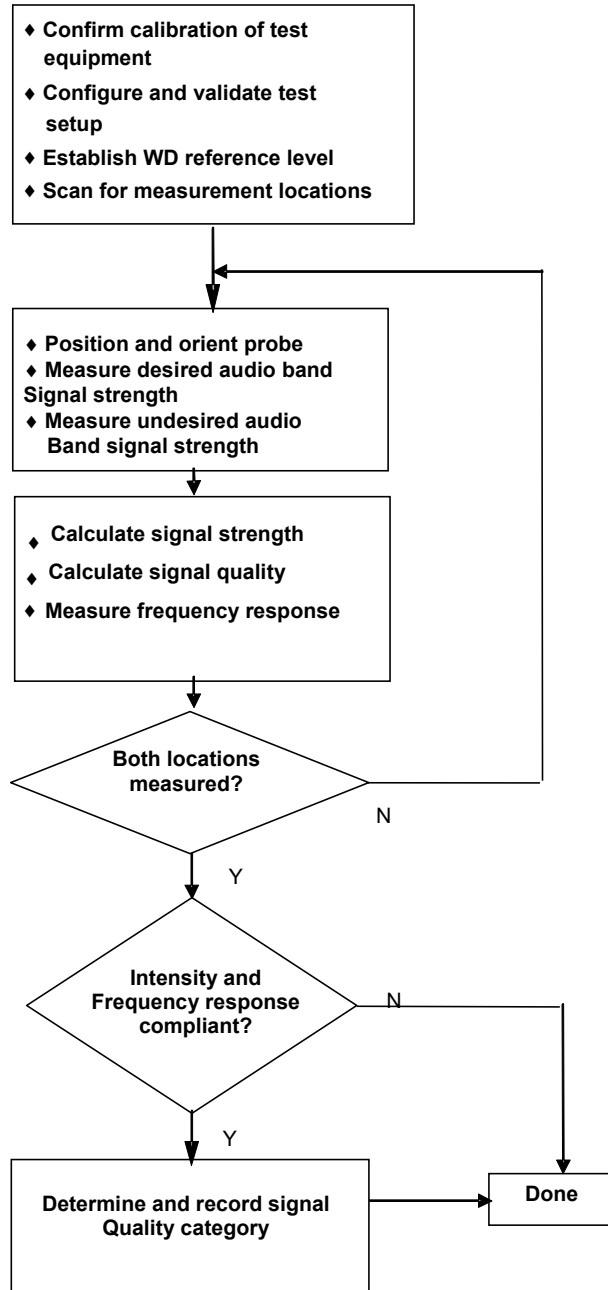 ♦ Confirm calibration of test
equipment
♦ Configure and validate test
setup
♦ Establish WD reference level
♦ Scan for measurement locations
♦ Position and orient probe
♦ Measure desired audio band
Signal strength
♦ Measure undesired audio
Band signal strength
♦ Calculate signal strength
♦ Calculate signal quality
♦ Measure frequency response
Both locations
measured?
N
Y
Intensity and
Frequency response
compliant?
N
Y
Determine and record signal
Quality category
Done